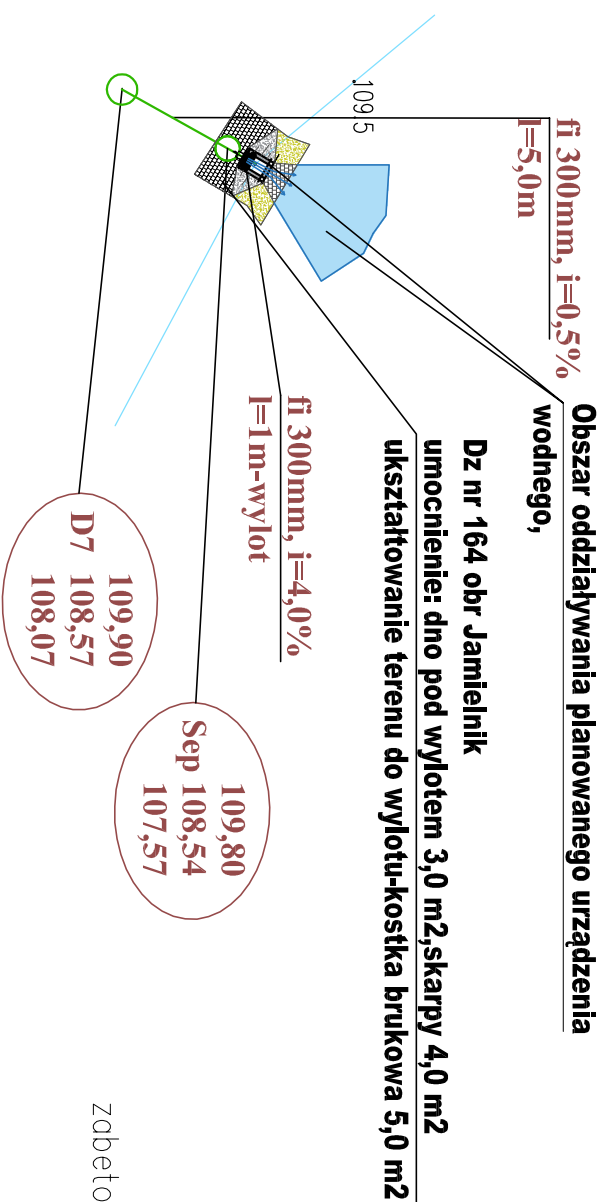 Obszar oddziaływania planowanego urządzenia
wodnego,
fi 300mm, i=0,5%
l=5,0m
Dz nr 164 obr Jamielnik
umocnienie: dno pod wylotem 3,0 m2,skarpy 4,0 m2
ukształtowanie terenu do wylotu-kostka brukowa 5,0 m2
.109,5
fi 300mm, i=4,0%
l=1m-wylot
109,80
Sep 108,54
107,57
109,90
D7 108,57
108,07
zabeto